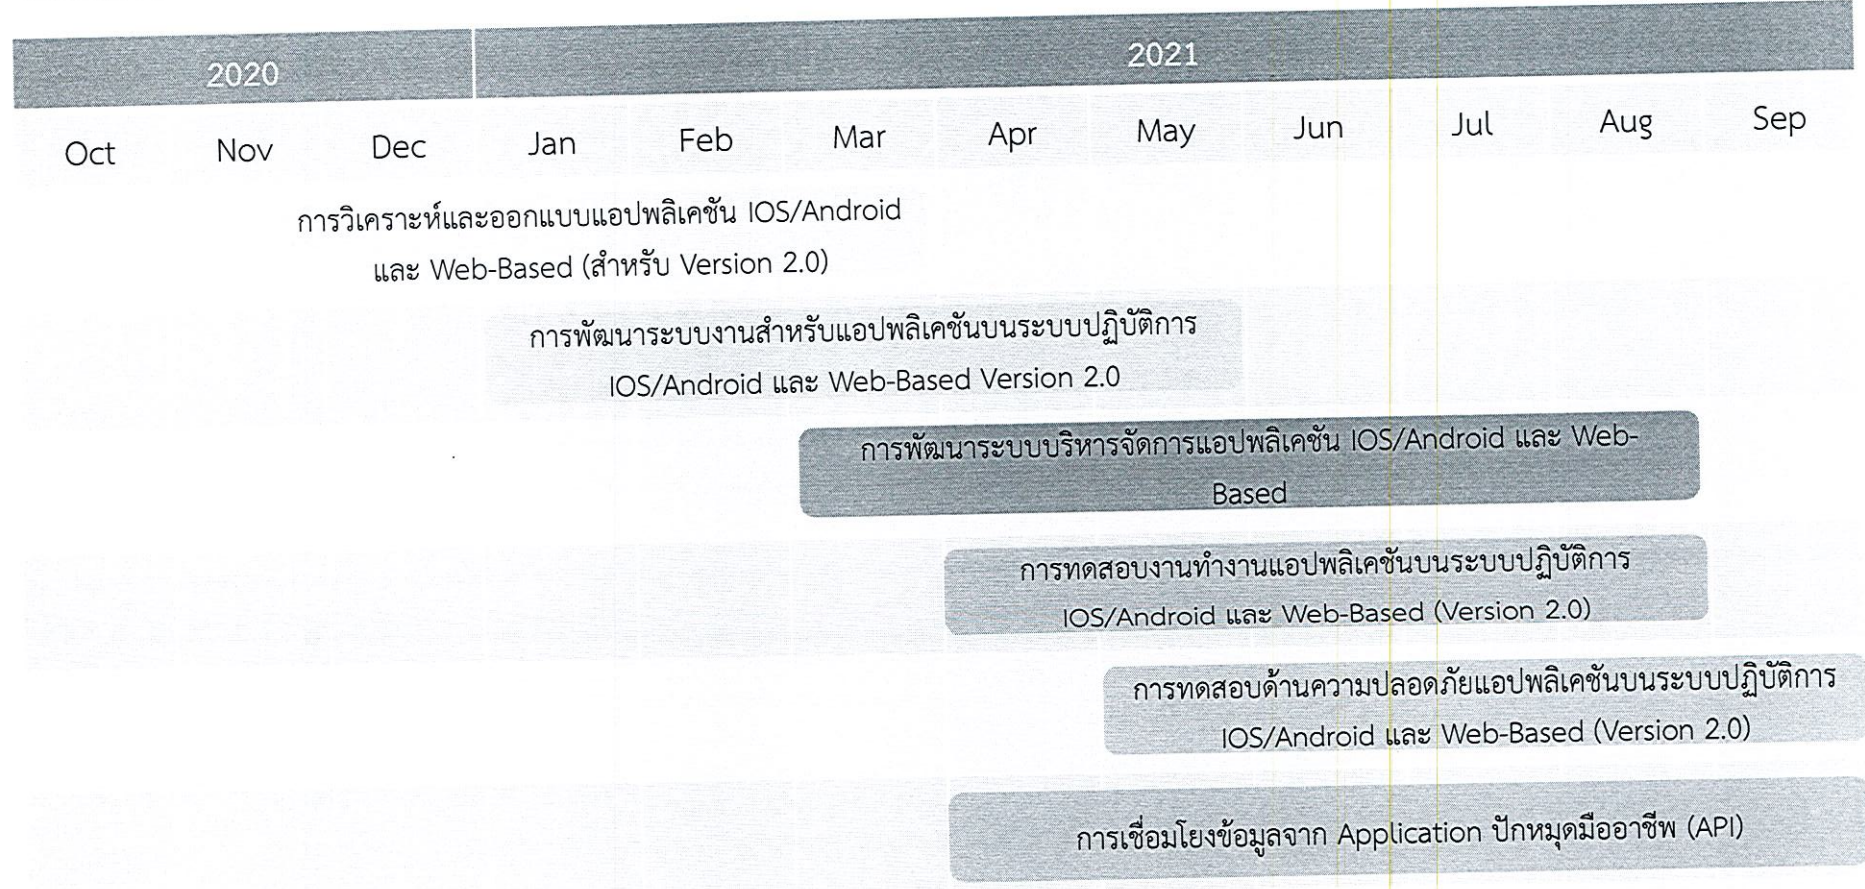 2020 2021
Oct Nov Dec Jan Feb Mar Apr May Jun Jul Aug Sep
การวิเคราะห์และออกแบบแอปพลิเคชัน IOS/Android
และ Web-Based (สำหรับ Version 2.0)
การพัฒนาระบบงานสำหรับแอปพลิเคชันบนระบบปฏิบัติการ
IOS/Android และ Web-Based Version 2.0
การพัฒนาระบบบริหารจัดการแอปพลิเคชัน IOS/Android และ Web-
Based
การทดสอบงานทำงานแอปพลิเคชันบนระบบปฏิบัติการ
IOS/Android และ Web-Based (Version 2.0)
การทดสอบด้านความปลอดภัยแอปพลิเคชันบนระบบปฏิบัติการ
IOS/Android และ Web-Based (Version 2.0)
การเชื่อมโยงข้อมูลจาก Application ปักหมุดมืออาชีพ (API)